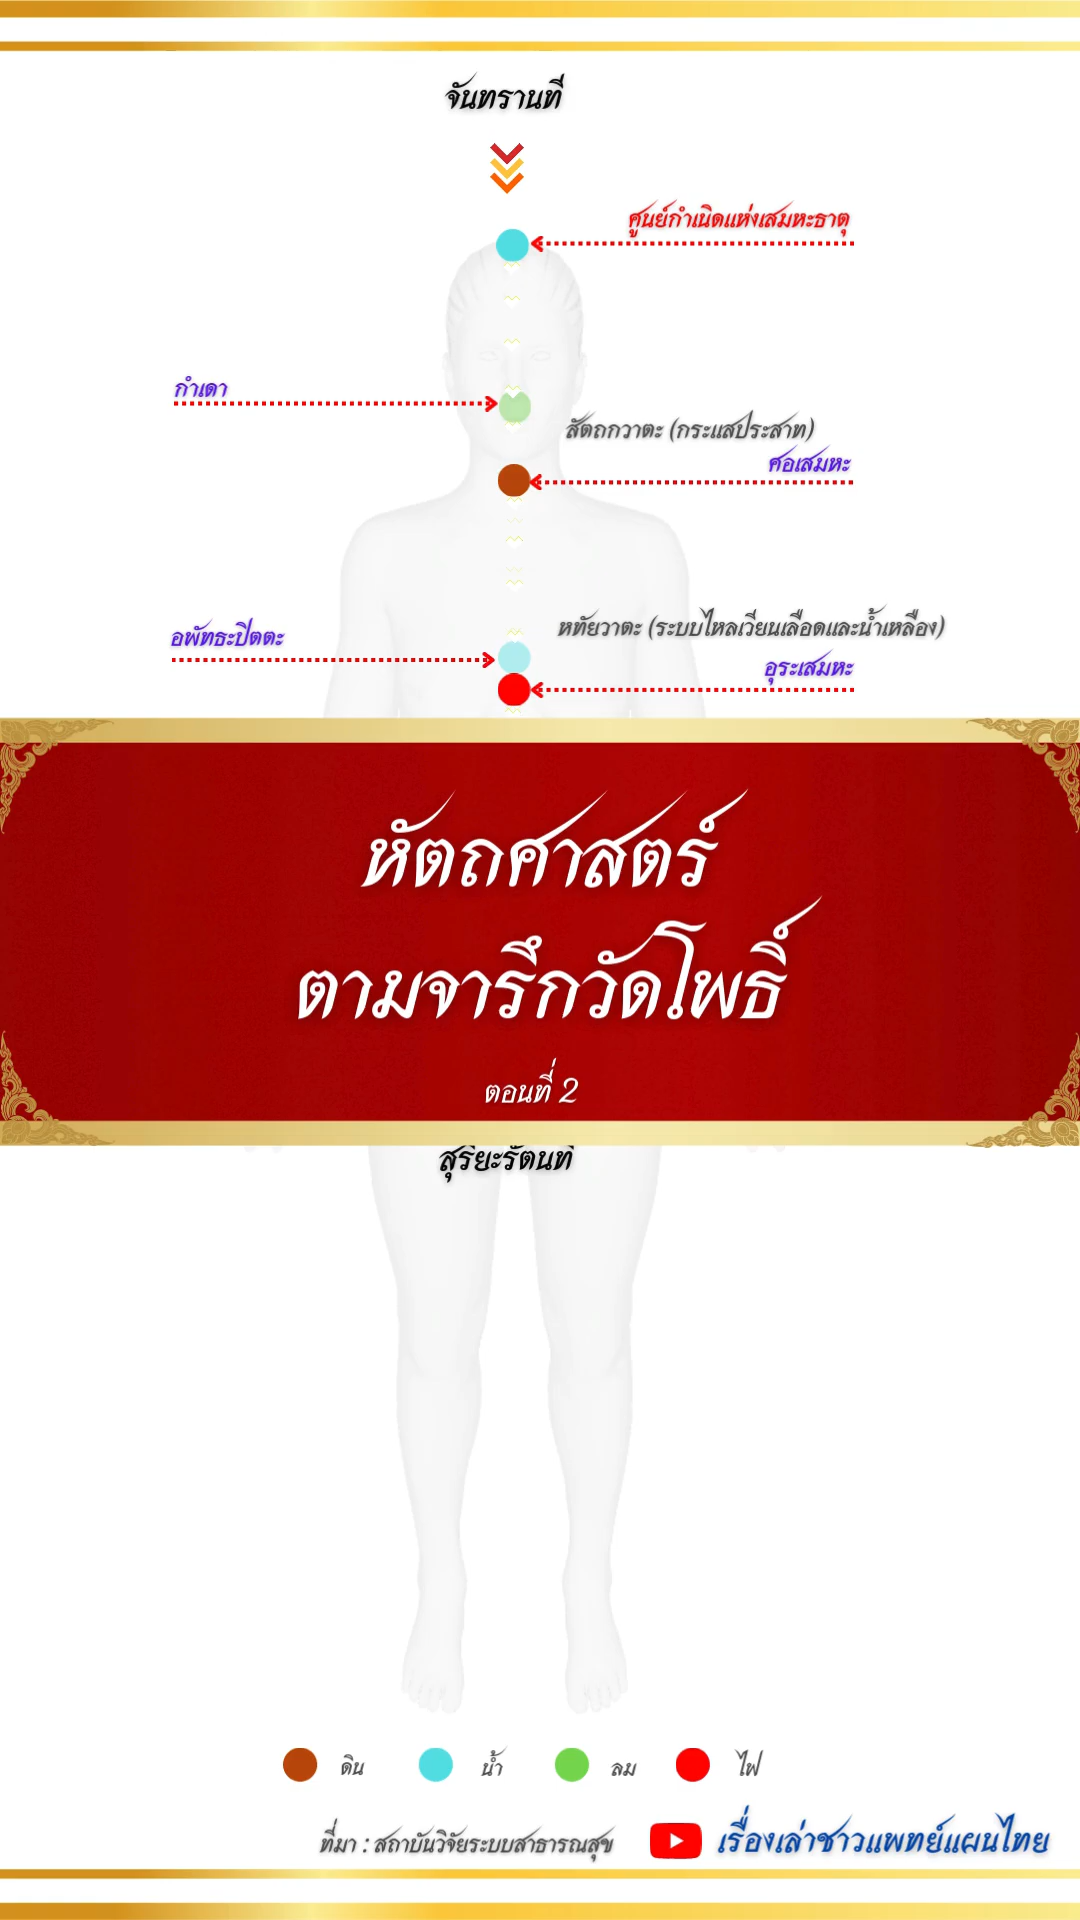 จันทรานที
ศูนย์กำเนิดแห่งเสมหะธาตุ
กำเดา
สัตถกวาตะ (กระแสประสาท)
ศอเสมหะ
หทัยวาตะ (ระบบไหลเวียนเลือดและน้ำเหลือง)
อพัทธะปิตตะ
อุระเสมหะ
หัตถศาสตร์
ตามจารึกวัดโพธิ์
ตอนที่ 2
สุริยะรัตนที
ดิน น้ำ ลม ไฟ
ที่มา : สถาบันวิจัยระบบสาธารณสุข
เรื่องเล่าชาวแพทย์แผนไทย